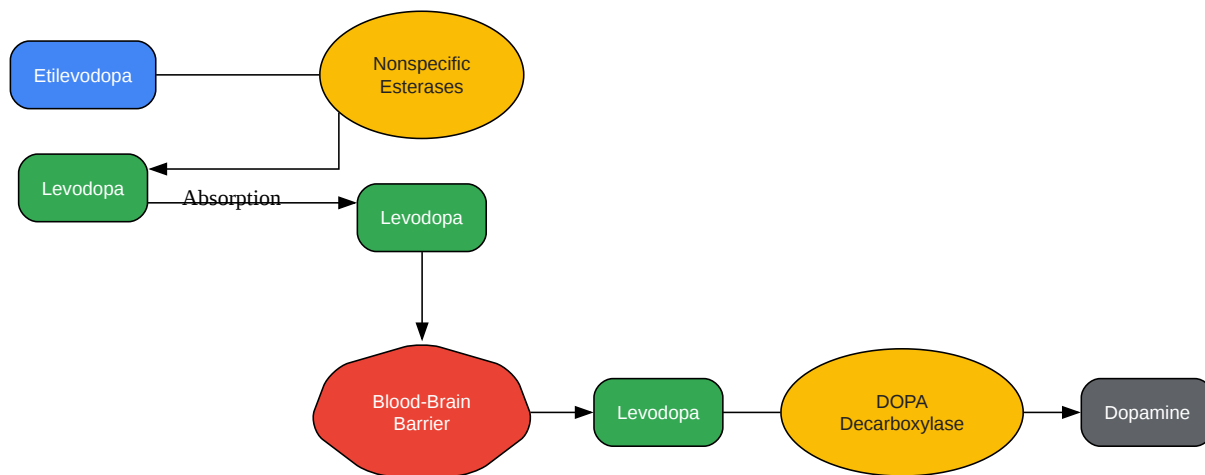 Etilevodopa
Nonspecific
Esterases
Levodopa
Absorption
Levodopa
Blood-Brain
Barrier
Levodopa
DOPA
Decarboxylase
Dopamine